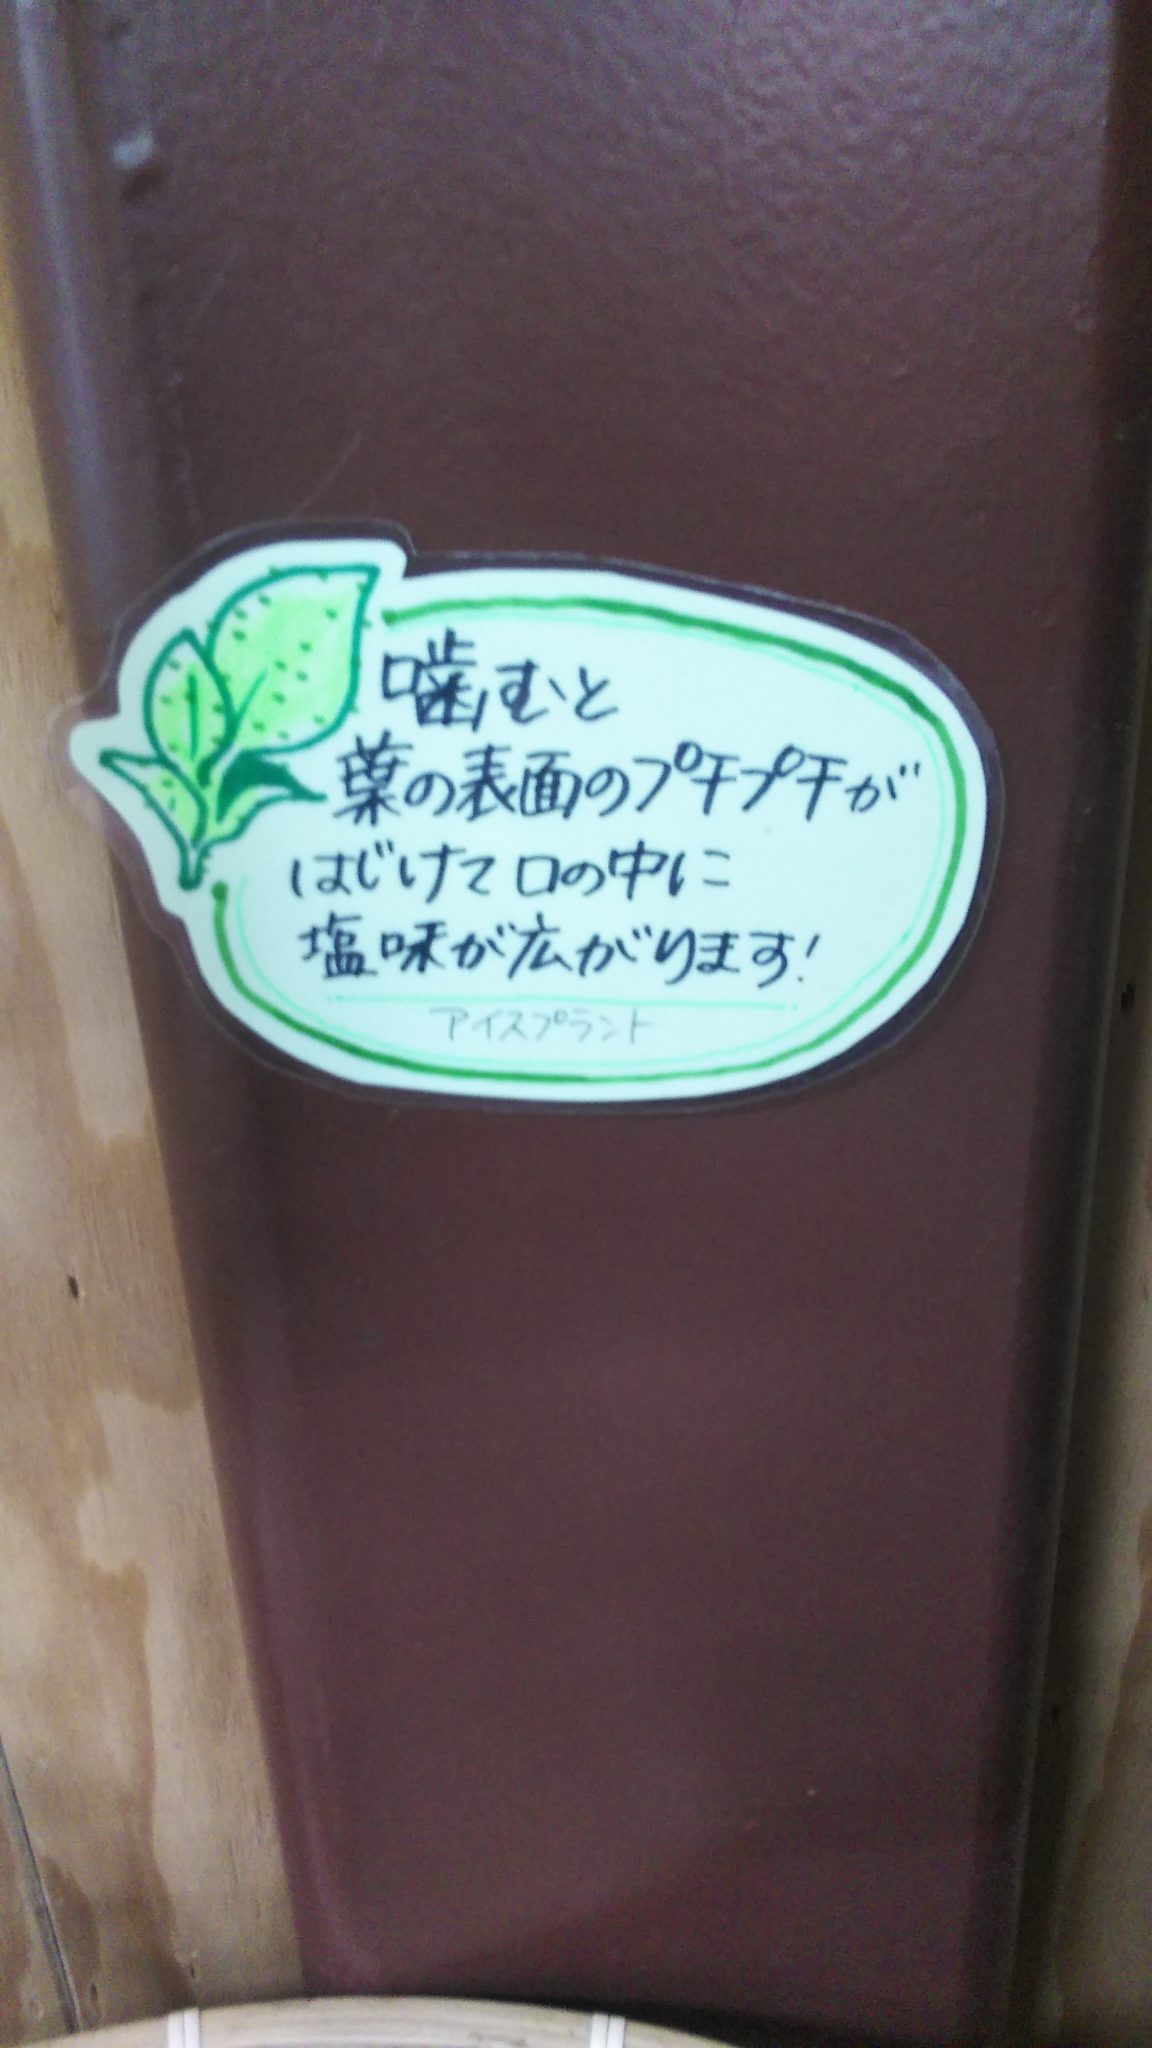 噛むと
葉の表面のプチプチが
はじけて口の中に
塩味が広がります!
アイスプラント